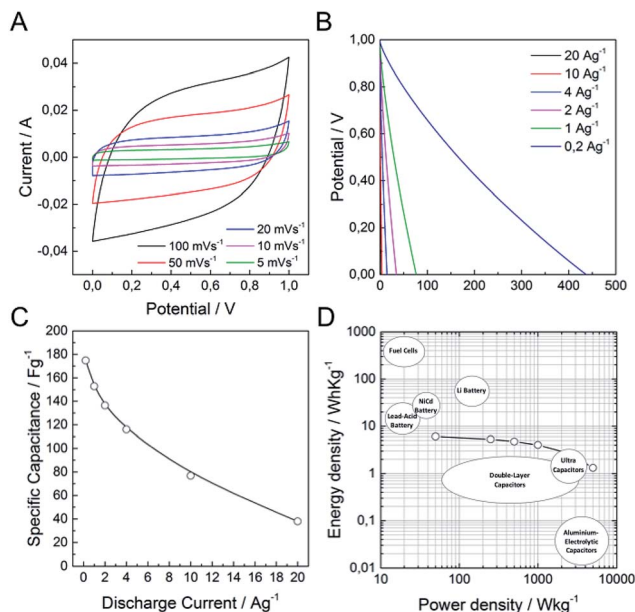 A
Current / A
0,04
0,02
0,00
-0,02
-0,04
20 mVs-1
100 mVs-1
10 mVs-1
50 mVs-1
5 mVs-1
0,0
0,2
0,4
0,6
0,8
1,0
Potential / V
B
Potential / V
1,00
0,80
0,60
0,40
0,20
0,00
20 Ag-1
10 Ag-1
4 Ag-1
2 Ag-1
1 Ag-1
0,2 Ag-1
0
100
200
300
400
500
C
Specific Capacitance / Fg-1
200
180
160
140
120
100
80
60
40
20
0
0
2
4
6
8
10
12
14
16
18
20
Discharge Current / Ag-1
D
Energy density / WhKg-1
1000
100
10
1
0,1
0,01
Fuel Cells
Li Battery
NiCd
Battery
Lead-Acid
Battery
Ultra
Capacitors
Double-Layer
Capacitors
Aluminium-
Electrolytic
Capacitors
10
100
1000
10000
Power density / Wkg-1